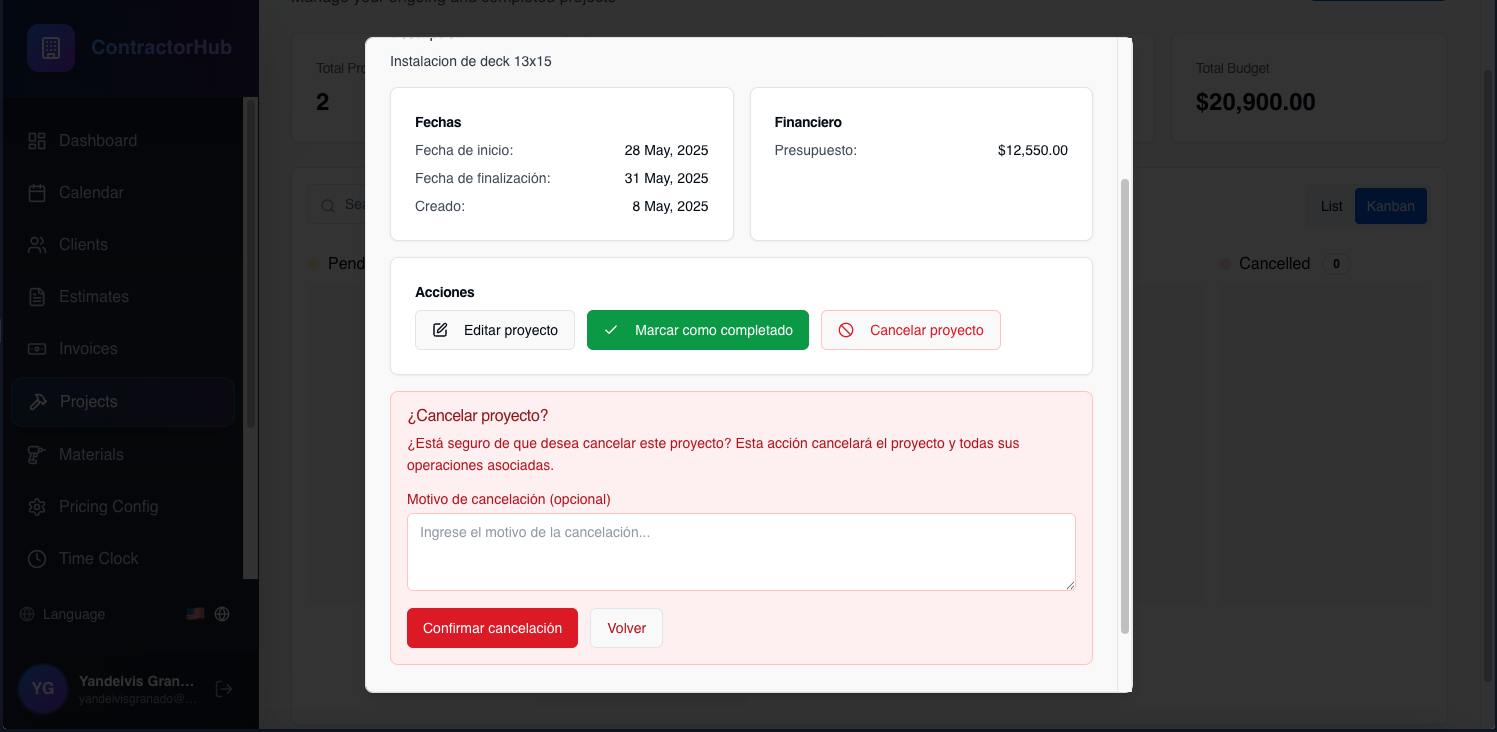 Manage your ongoing and completed projects
ContractorHub
Total Pro
2
Total Budget
$20,900.00
Dashboard
Calendar
Clients
Estimates
Invoices
Projects
Materials
Pricing Config
Time Clock
Language
YG
Yandeivis Gran...
yandeivisgranado@...
Sea
List
Kanban
Pend
Cancelled
0
Instalacion de deck 13x15
Fechas
Fecha de inicio: 28 May, 2025
Fecha de finalización: 31 May, 2025
Creado: 8 May, 2025
Financiero
Presupuesto: $12,550.00
Acciones
Editar proyecto
Marcar como completado
Cancelar proyecto
¿Cancelar proyecto?
¿Está seguro de que desea cancelar este proyecto? Esta acción cancelará el proyecto y todas sus
operaciones asociadas.
Motivo de cancelación (opcional)
Ingrese el motivo de la cancelación...
Confirmar cancelación
Volver